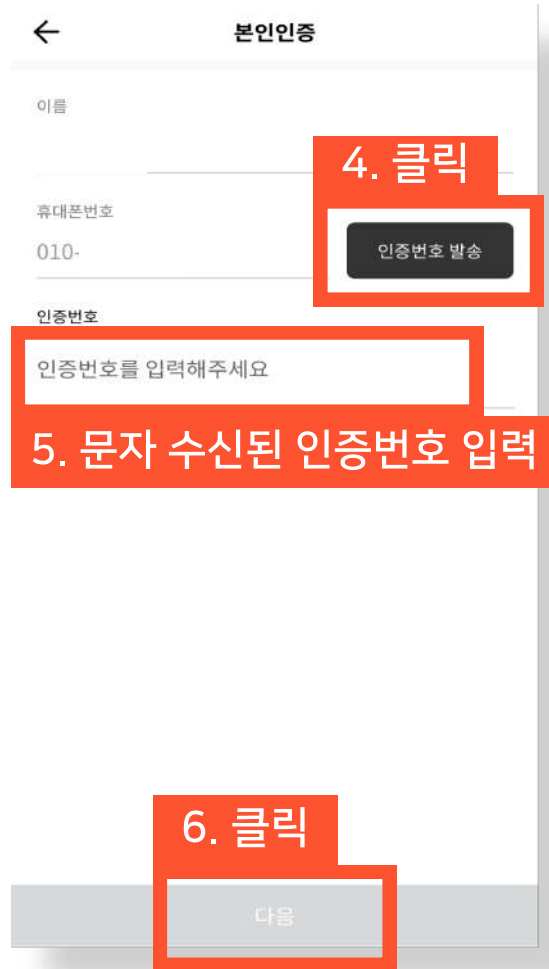 본인인증
이름
4. 클릭
휴대폰번호
010-
인증번호 발송
인증번호
인증번호를 입력해주세요
5. 문자 수신된 인증번호 입력
6. 클릭
다음